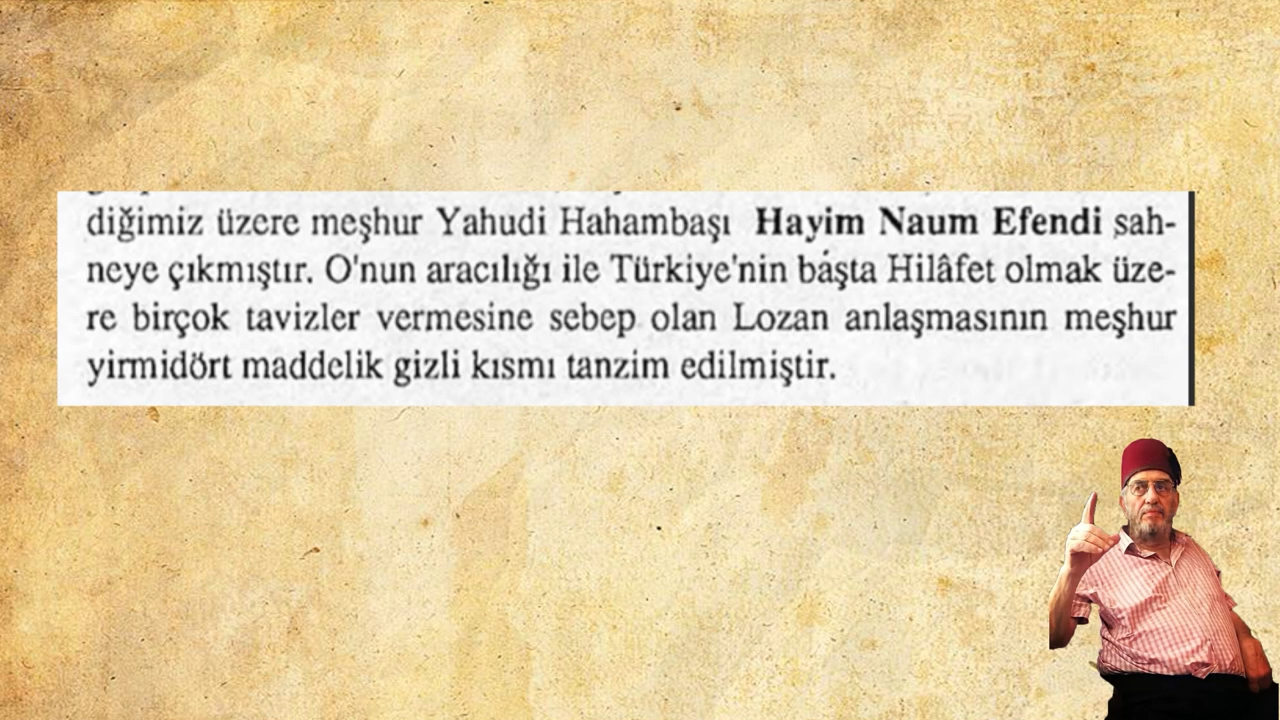 diğimiz üzere meşhur Yahudi Hahambaşı Hayim Naum Efendi sah-
neye çıkmıştır. O'nun aracılığı ile Türkiye'nin başta Hilâfet olmak üze-
re birçok tavizler vermesine sebep olan Lozan anlaşmasının meşhur
yirmidört maddelik gizli kısmı tanzim edilmiştir.